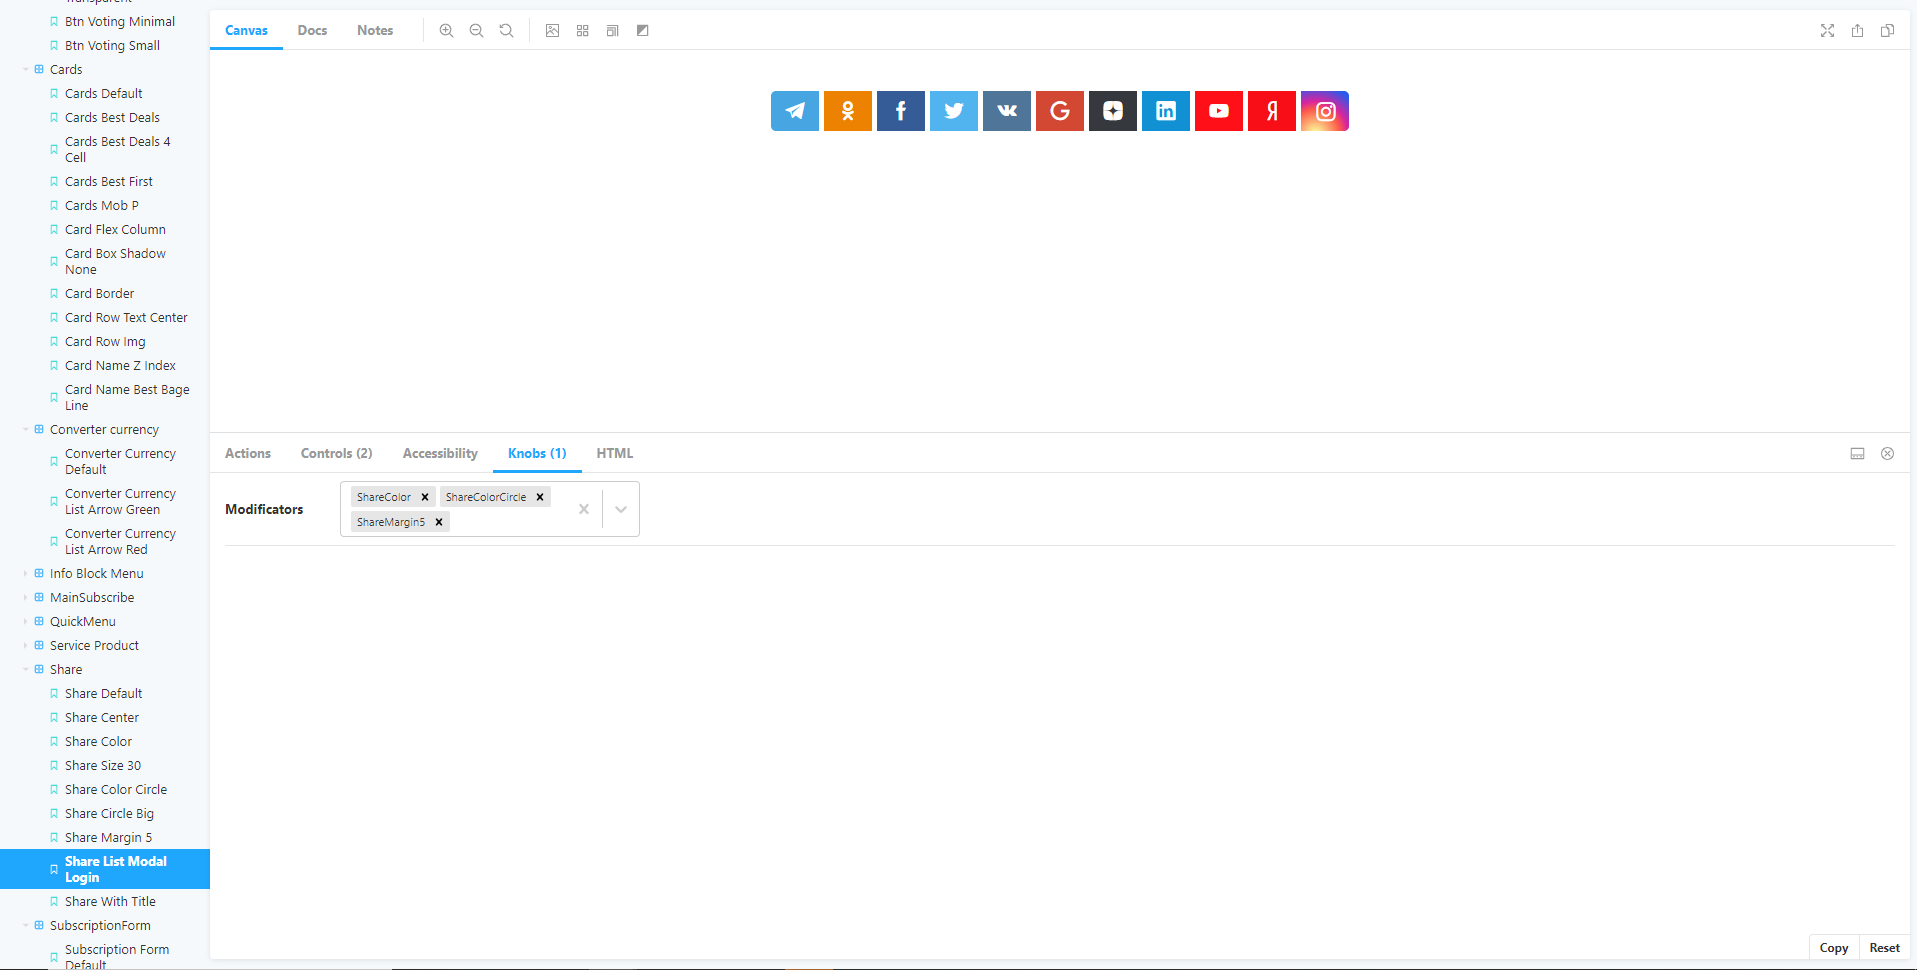 Transparent
Btn Voting Minimal
Btn Voting Small
Cards
Cards Default
Cards Best Deals
Cards Best Deals 4
Cell
Cards Best First
Cards Mob P
Card Flex Column
Card Box Shadow
None
Card Border
Card Row Text Center
Card Row Img
Card Name Z Index
Card Name Best Bage
Line
Converter currency
Converter Currency
Default
Converter Currency
List Arrow Green
Converter Currency
List Arrow Red
Info Block Menu
MainSubscribe
QuickMenu
Service Product
Share
Share Default
Share Center
Share Color
Share Size 30
Share Color Circle
Share Circle Big
Share Margin 5
Share List Modal
Login
Share With Title
SubscriptionForm
Subscription Form
Default
Canvas Docs Notes
f G in Я
Actions Controls (2) Accessibility Knobs (1) HTML
Modificators
ShareColor ShareColorCircle
ShareMargin5
Copy Reset